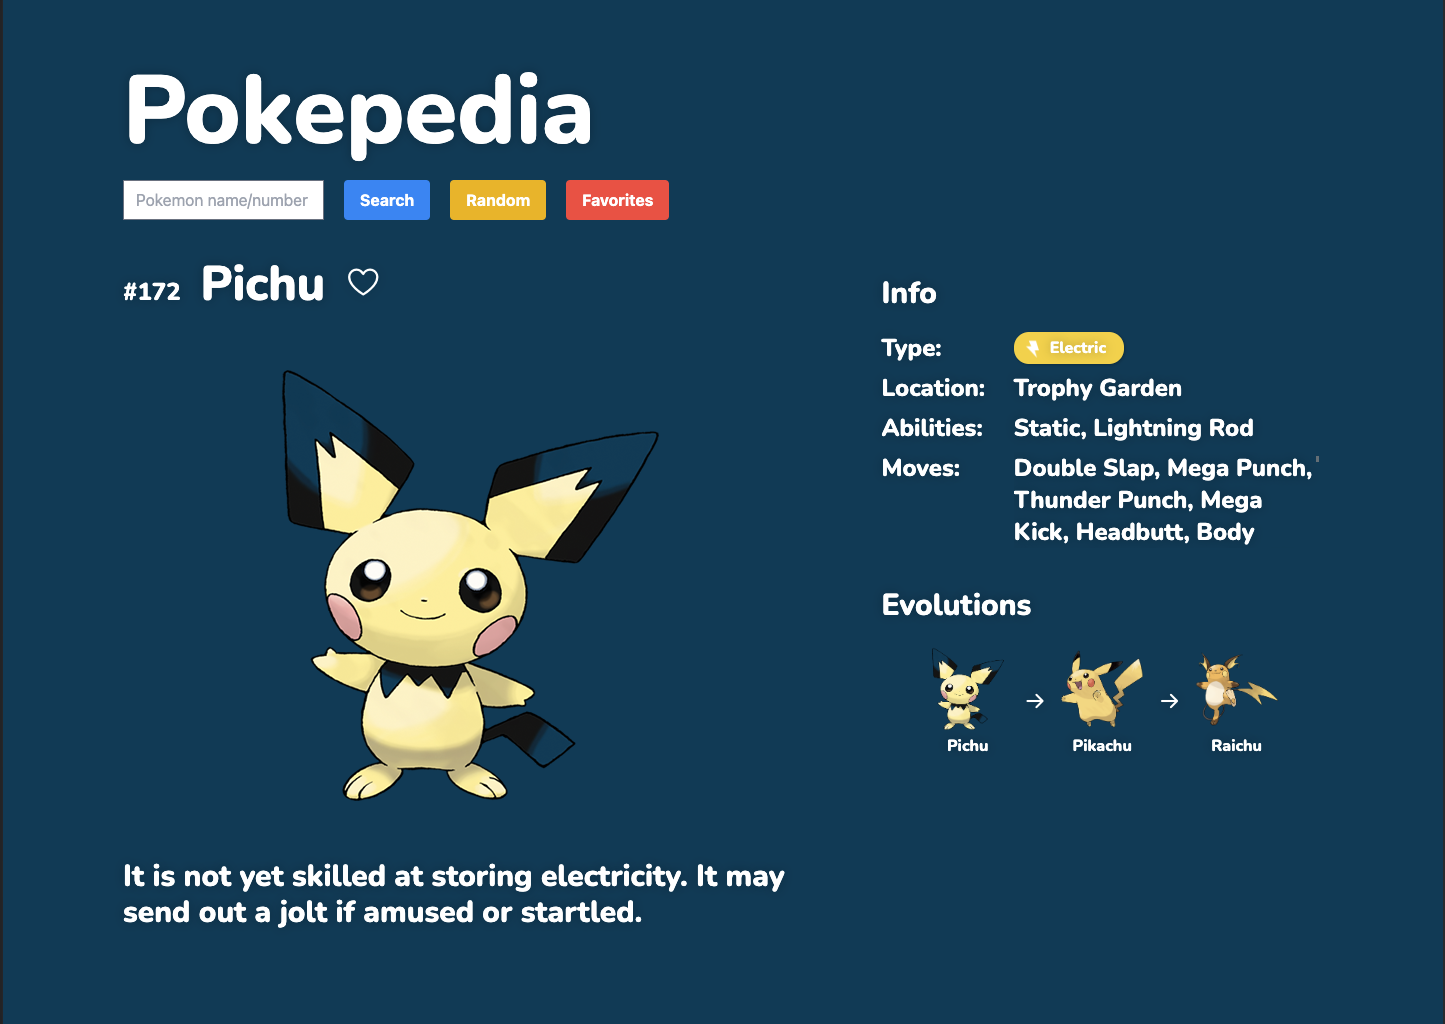 Pokepedia
Pokemon name/number
Search
Random
Favorites
#172 Pichu
Info
Type: Electric
Location: Trophy Garden
Abilities: Static, Lightning Rod
Moves: Double Slap, Mega Punch,
Thunder Punch, Mega
Kick, Headbutt, Body
Evolutions
Pichu
Pikachu
Raichu
It is not yet skilled at storing electricity. It may
send out a jolt if amused or startled.